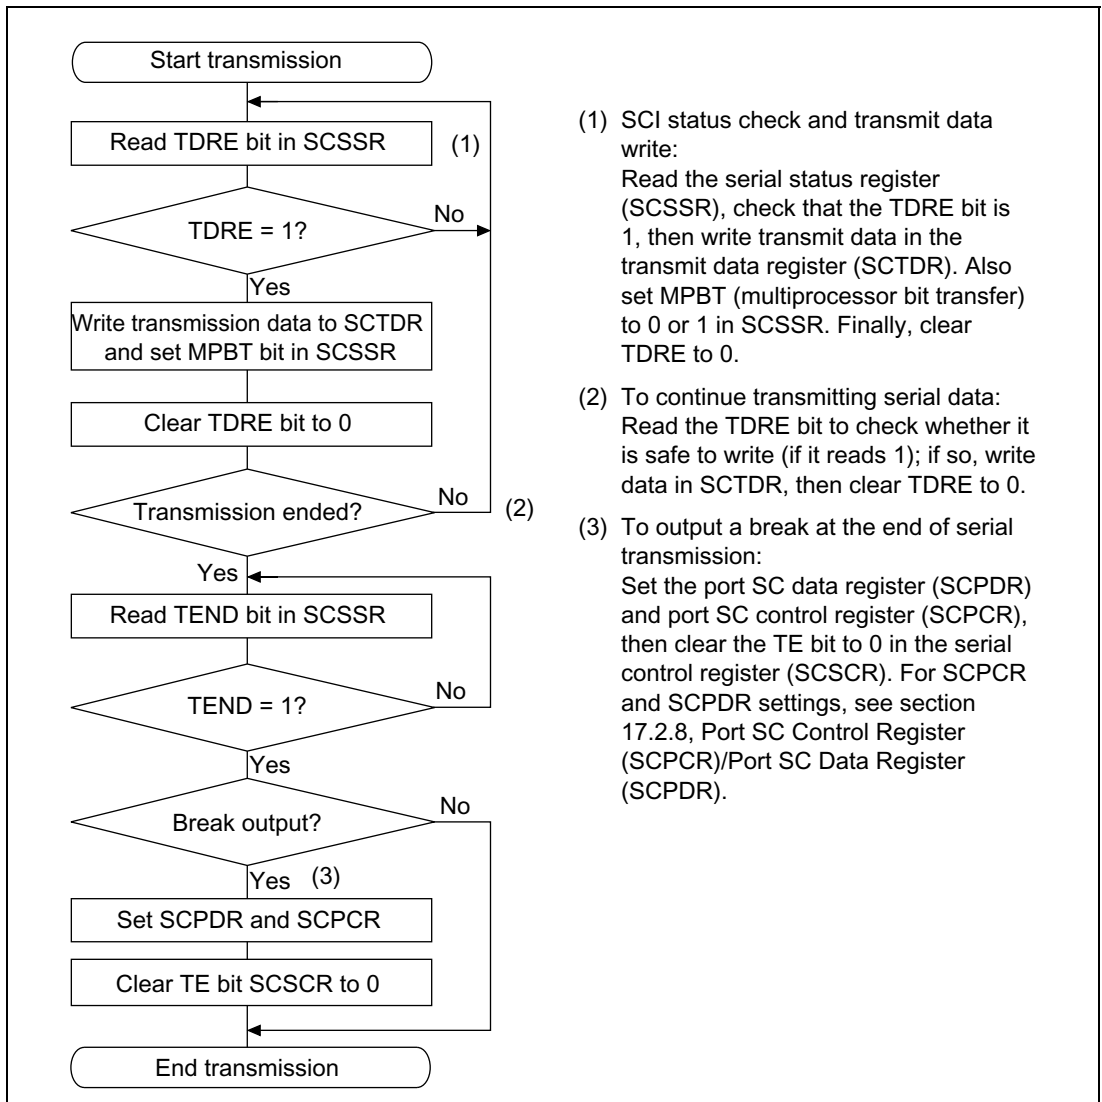 Start transmission
Read TDRE bit in SCSSR (1)
TDRE = 1?
No
Yes
Write transmission data to SCTDR
and set MPBT bit in SCSSR
Clear TDRE bit to 0
Transmission ended?
No
(2)
Yes
Read TEND bit in SCSSR
TEND = 1?
No
Yes
Break output?
No
Yes (3)
Set SCPDR and SCPCR
Clear TE bit SCSCR to 0
End transmission
(1) SCI status check and transmit data
write:
Read the serial status register
(SCSSR), check that the TDRE bit is
1, then write transmit data in the
transmit data register (SCTDR). Also
set MPBT (multiprocessor bit transfer)
to 0 or 1 in SCSSR. Finally, clear
TDRE to 0.
(2) To continue transmitting serial data:
Read the TDRE bit to check whether it
is safe to write (if it reads 1); if so, write
data in SCTDR, then clear TDRE to 0.
(3) To output a break at the end of serial
transmission:
Set the port SC data register (SCPDR)
and port SC control register (SCPCR),
then clear the TE bit to 0 in the serial
control register (SCSCR). For SCPCR
and SCPDR settings, see section
17.2.8, Port SC Control Register
(SCPCR)/Port SC Data Register
(SCPDR).